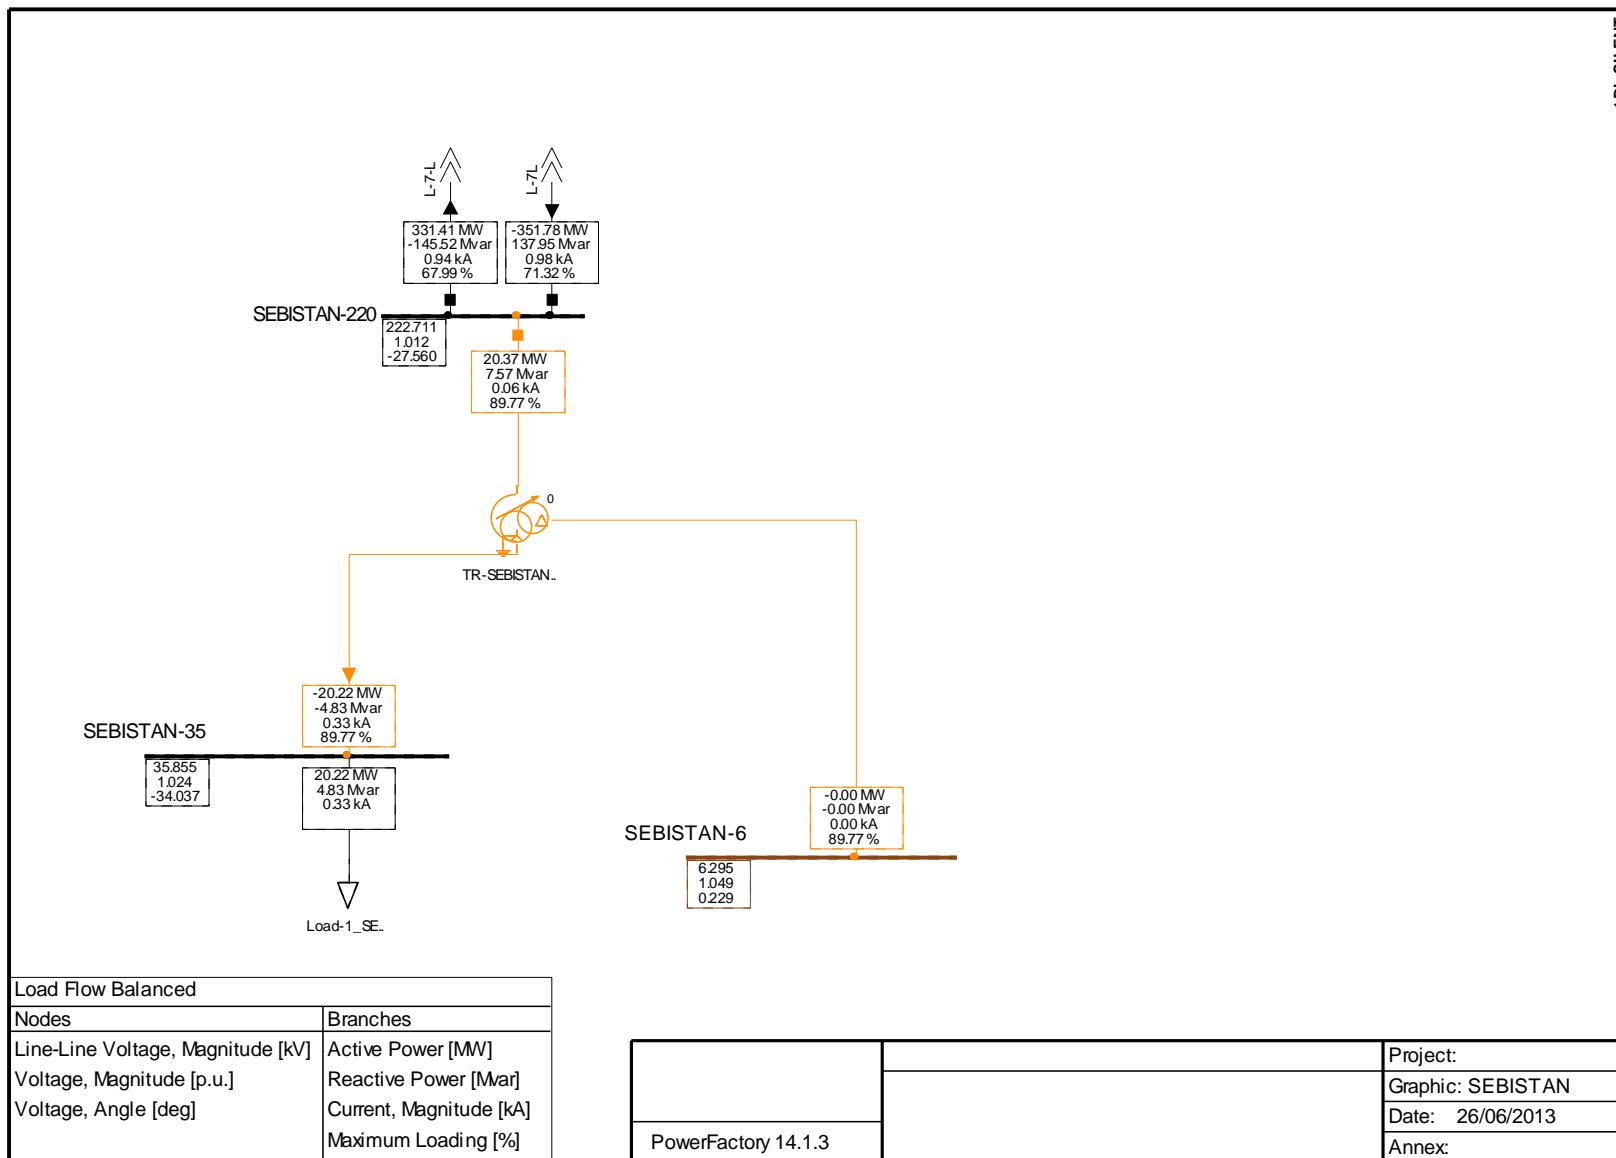 L-7-L
L-7L
331.41 MW
-145.52 Mvar
0.94 kA
67.99 %
-351.78 MW
137.95 Mvar
0.98 kA
71.32 %
SEBISTAN-220
222.711
1.012
-27.560
20.37 MW
7.57 Mvar
0.06 kA
89.77 %
0
TR-SEBISTAN..
-20.22 MW
-4.83 Mvar
0.33 kA
89.77 %
SEBISTAN-35
35.855
1.024
-34.037
20.22 MW
4.83 Mvar
0.33 kA
Load-1_SE..
-0.00 MW
-0.00 Mvar
0.00 kA
89.77 %
SEBISTAN-6
6.295
1.049
0.229
Load Flow Balanced
Nodes
Branches
Line-Line Voltage, Magnitude [kV]
Active Power [MW]
Voltage, Magnitude [p.u.]
Reactive Power [Mvar]
Voltage, Angle [deg]
Current, Magnitude [kA]
Maximum Loading [%]
PowerFactory 14.1.3
Project:
Graphic: SEBISTAN
Date: 26/06/2013
Annex: